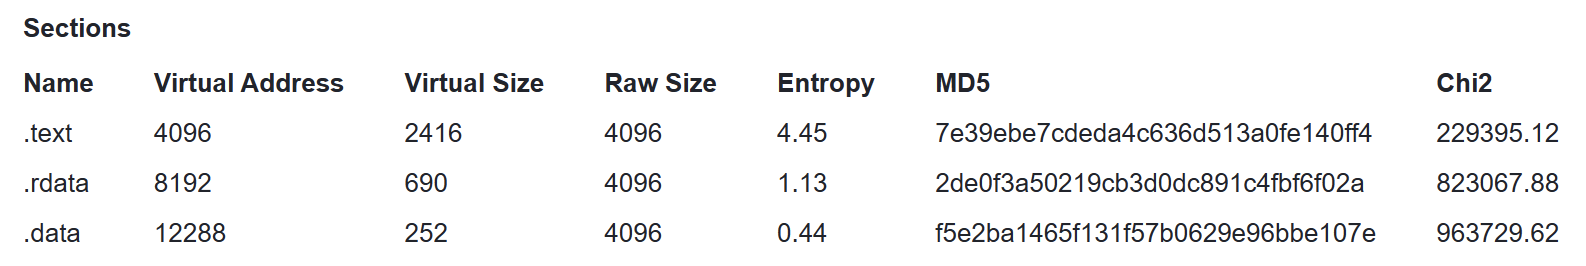 Sections
Name Virtual Address Virtual Size Raw Size Entropy MD5 Chi2
.text 4096 2416 4096 4.45 7e39ebe7cdeda4c636d513a0fe140ff4 229395.12
.rdata 8192 690 4096 1.13 2de0f3a50219cb3d0dc891c4fbf6f02a 823067.88
.data 12288 252 4096 0.44 f5e2ba1465f131f57b0629e96bbe107e 963729.62